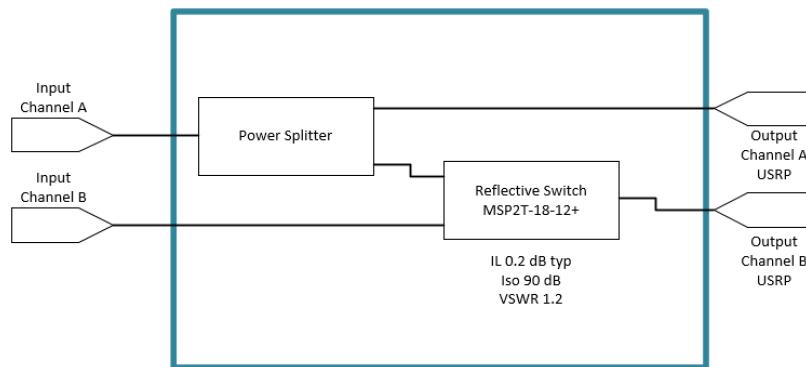 Input
Channel A
Power Splitter
Output
Channel A
USRP
Input
Channel B
Reflective Switch
MSP2T-18-12+
IL 0.2 dB typ
Iso 90 dB
VSWR 1.2
Output
Channel B
USRP